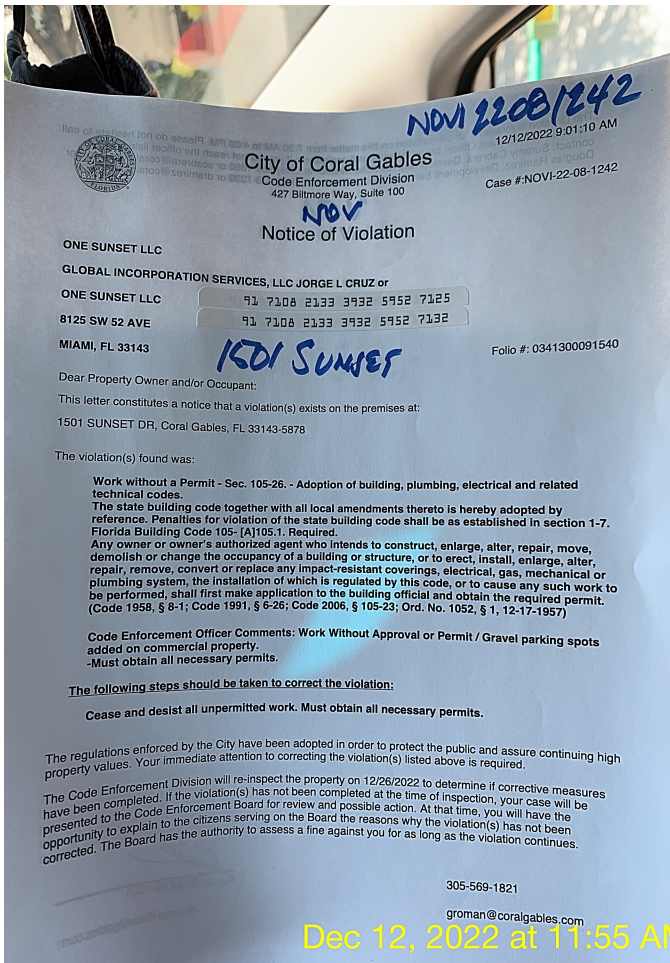 NOVI 2208/242
12/12/2022 9:01:10 AM
CITY OF CORAL GABLES
FLORIDA
City of Coral Gables
Code Enforcement Division
427 Biltmore Way, Suite 100
Case #:NOVI-22-08-1242
NOV
Notice of Violation
ONE SUNSET LLC
GLOBAL INCORPORATION SERVICES, LLC JORGE L CRUZ or
ONE SUNSET LLC
91 7108 2133 3932 5952 7125
8125 SW 52 AVE
91 7108 2133 3932 5952 7132
MIAMI, FL 33143
1501 SUNSET
Folio #: 0341300091540
Dear Property Owner and/or Occupant:
This letter constitutes a notice that a violation(s) exists on the premises at:
1501 SUNSET DR, Coral Gables, FL 33143-5878
The violation(s) found was:
Work without a Permit - Sec. 105-26. - Adoption of building, plumbing, electrical and related
technical codes.
The state building code together with all local amendments thereto is hereby adopted by
reference. Penalties for violation of the state building code shall be as established in section 1-7.
Florida Building Code 105- [A]105.1. Required.
Any owner or owner's authorized agent who intends to construct, enlarge, alter, repair, move,
demolish or change the occupancy of a building or structure, or to erect, install, enlarge, alter,
repair, remove, convert or replace any impact-resistant coverings, electrical, gas, mechanical or
plumbing system, the installation of which is regulated by this code, or to cause any such work to
be performed, shall first make application to the building official and obtain the required permit.
(Code 1958, § 8-1; Code 1991, § 6-26; Code 2006, § 105-23; Ord. No. 1052, § 1, 12-17-1957)
Code Enforcement Officer Comments: Work Without Approval or Permit / Gravel parking spots
added on commercial property.
-Must obtain all necessary permits.
The following steps should be taken to correct the violation:
Cease and desist all unpermitted work. Must obtain all necessary permits.
The regulations enforced by the City have been adopted in order to protect the public and assure continuing high
property values. Your immediate attention to correcting the violation(s) listed above is required.
The Code Enforcement Division will re-inspect the property on 12/26/2022 to determine if corrective measures
have been completed. If the violation(s) has not been completed at the time of inspection, your case will be
presented to the Code Enforcement Board for review and possible action. At that time, you will have the
opportunity to explain to the citizens serving on the Board the reasons why the violation(s) has not been
corrected. The Board has the authority to assess a fine against you for as long as the violation continues.
305-569-1821
groman@coralgables.com
Dec 12, 2022 at 11:55 AM